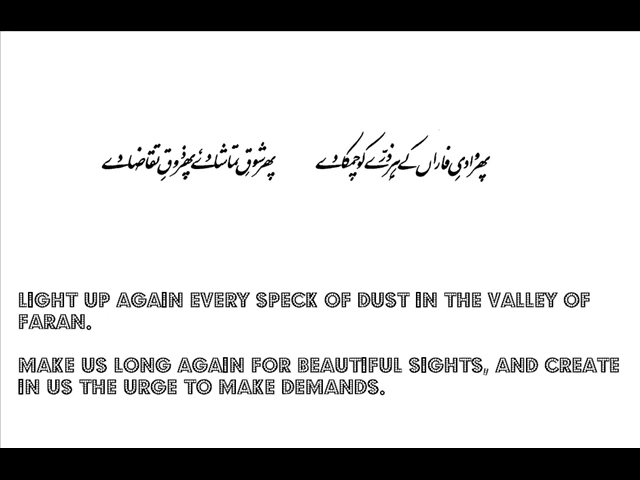 پھر وادیِ فاراں کے ہر ذرّے کو چمکا دے
پھر شوقِ تماشا دے، پھر ذوقِ تقاضا دے
LIGHT UP AGAIN EVERY SPECK OF DUST IN THE VALLEY OF
FARAN.
MAKE US LONG AGAIN FOR BEAUTIFUL SIGHTS, AND CREATE
IN US THE URGE TO MAKE DEMANDS.